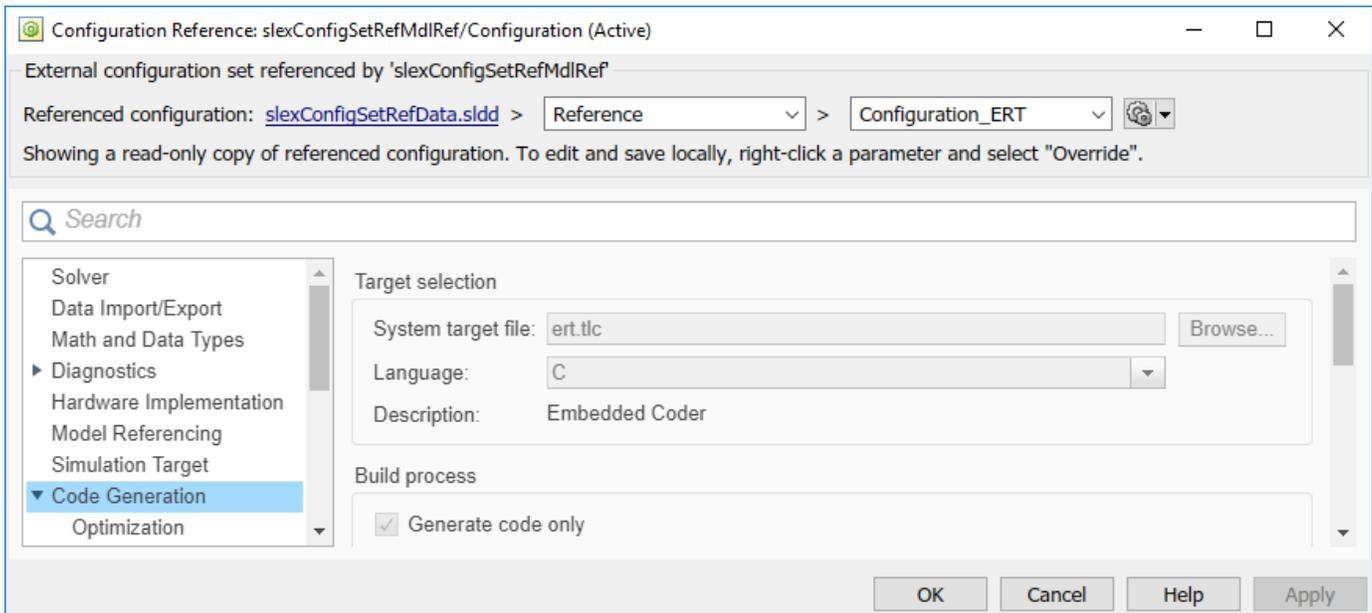 Configuration Reference: slexConfigSetRefMdlRef/Configuration (Active)
External configuration set referenced by 'slexConfigSetRefMdlRef'
Referenced configuration: slexConfigSetRefData.sldd > Reference > Configuration_ERT
Showing a read-only copy of referenced configuration. To edit and save locally, right-click a parameter and select "Override".
Search
Solver
Data Import/Export
Math and Data Types
Diagnostics
Hardware Implementation
Model Referencing
Simulation Target
Code Generation
Optimization
Target selection
System target file: ert.tlc Browse...
Language: C
Description: Embedded Coder
Build process
Generate code only
OK Cancel Help Apply